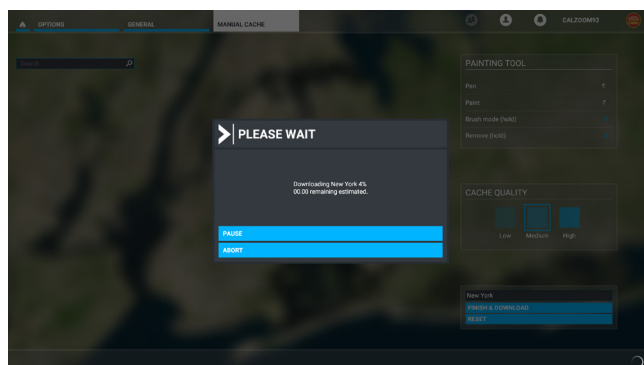 OPTIONS
GENERAL
MANUAL CACHE
CALZOOM93
Search
PAINTING TOOL
Pan
Paint
Brush mode (hold)
Remove (hold)
PLEASE WAIT
Downloading New York 4%
00.00 remaining estimated.
PAUSE
ABORT
CACHE QUALITY
Low
Medium
High
New York
FINISH & DOWNLOAD
RESET